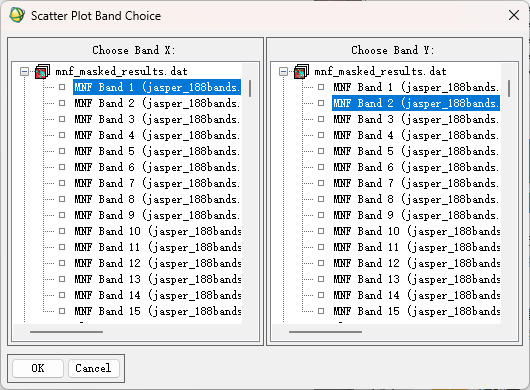 Scatter Plot Band Choice
Choose Band X:
mnf_masked_results.dat
MNF Band 1 (jasper_188bands.
MNF Band 2 (jasper_188bands.
MNF Band 3 (jasper_188bands.
MNF Band 4 (jasper_188bands.
MNF Band 5 (jasper_188bands.
MNF Band 6 (jasper_188bands.
MNF Band 7 (jasper_188bands.
MNF Band 8 (jasper_188bands.
MNF Band 9 (jasper_188bands.
MNF Band 10 (jasper_188bands
MNF Band 11 (jasper_188bands
MNF Band 12 (jasper_188bands
MNF Band 13 (jasper_188bands
MNF Band 14 (jasper_188bands
MNF Band 15 (jasper_188bands
Choose Band Y:
mnf_masked_results.dat
MNF Band 1 (jasper_188bands.
MNF Band 2 (jasper_188bands.
MNF Band 3 (jasper_188bands.
MNF Band 4 (jasper_188bands.
MNF Band 5 (jasper_188bands.
MNF Band 6 (jasper_188bands.
MNF Band 7 (jasper_188bands.
MNF Band 8 (jasper_188bands.
MNF Band 9 (jasper_188bands.
MNF Band 10 (jasper_188bands
MNF Band 11 (jasper_188bands
MNF Band 12 (jasper_188bands
MNF Band 13 (jasper_188bands
MNF Band 14 (jasper_188bands
MNF Band 15 (jasper_188bands
OK
Cancel